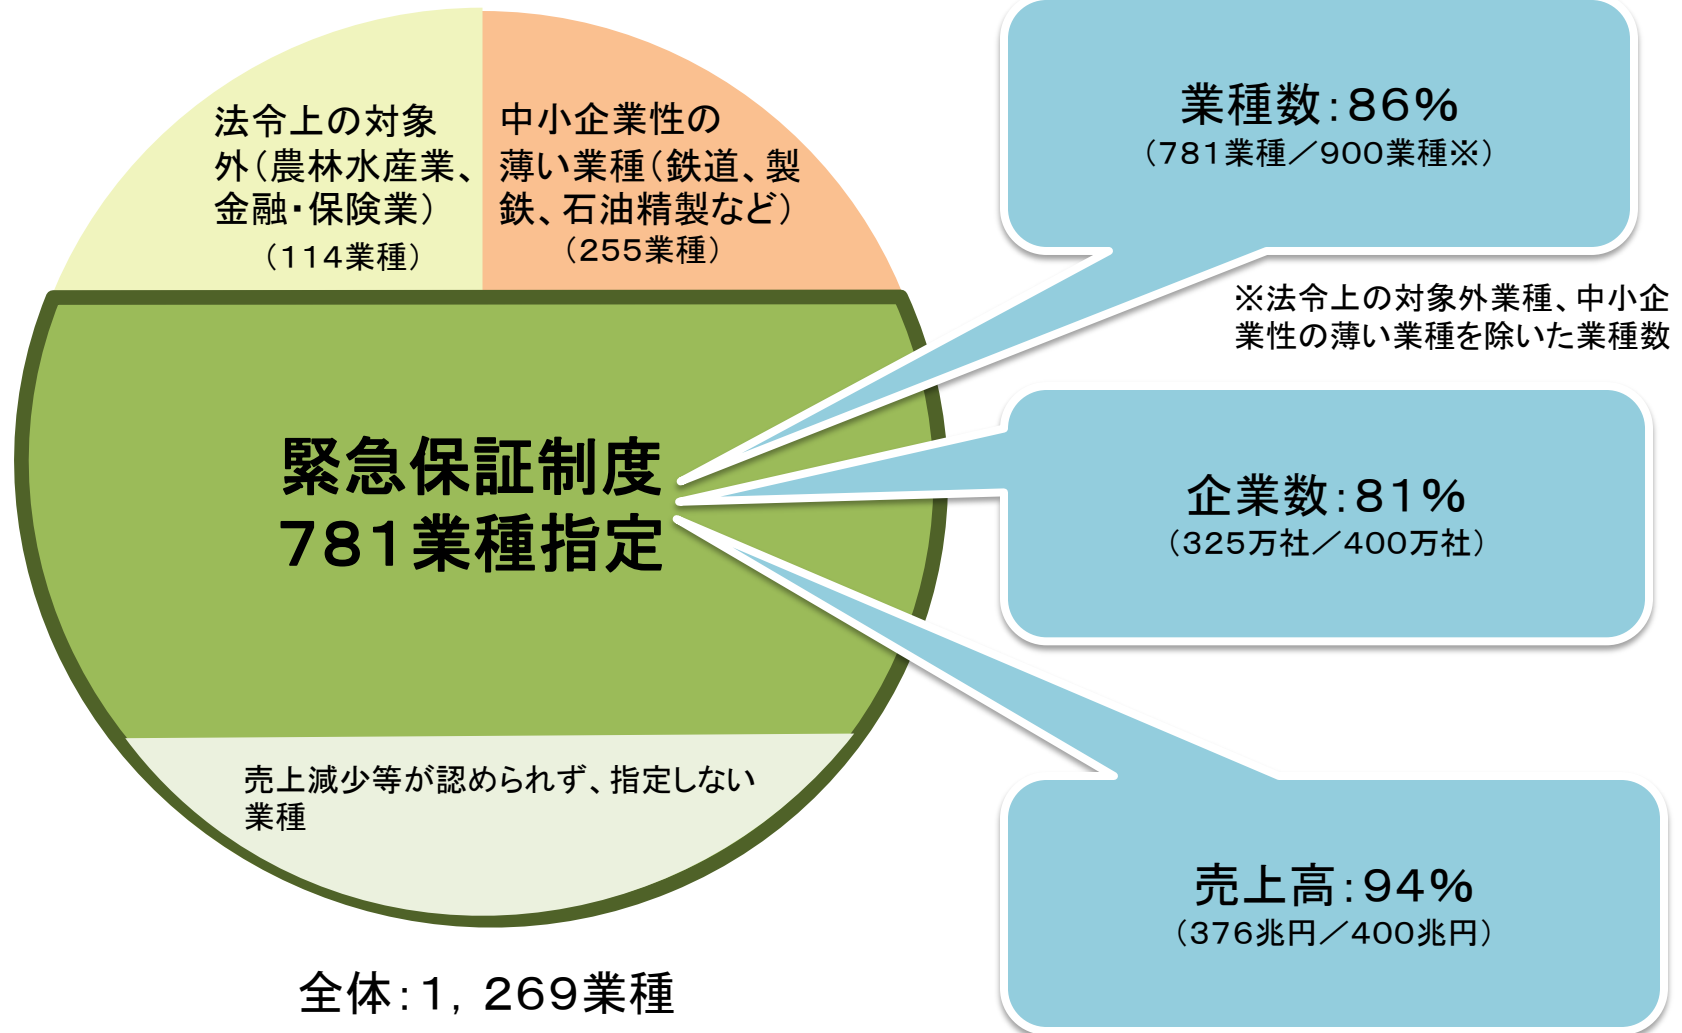 法令上の対象
外（農林水産業、
金融・保険業）
（１１４業種）
中小企業性の
薄い業種（鉄道、製
鉄、石油精製など）
（２５５業種）
緊急保証制度
７８１業種指定
売上減少等が認められず、指定しない
業種
全体：１，２６９業種
業種数：８６％
（７８１業種／９００業種※）
※法令上の対象外業種、中小企
業性の薄い業種を除いた業種数
企業数：８１％
（３２５万社／４００万社）
売上高：９４％
（３７６兆円／４００兆円）